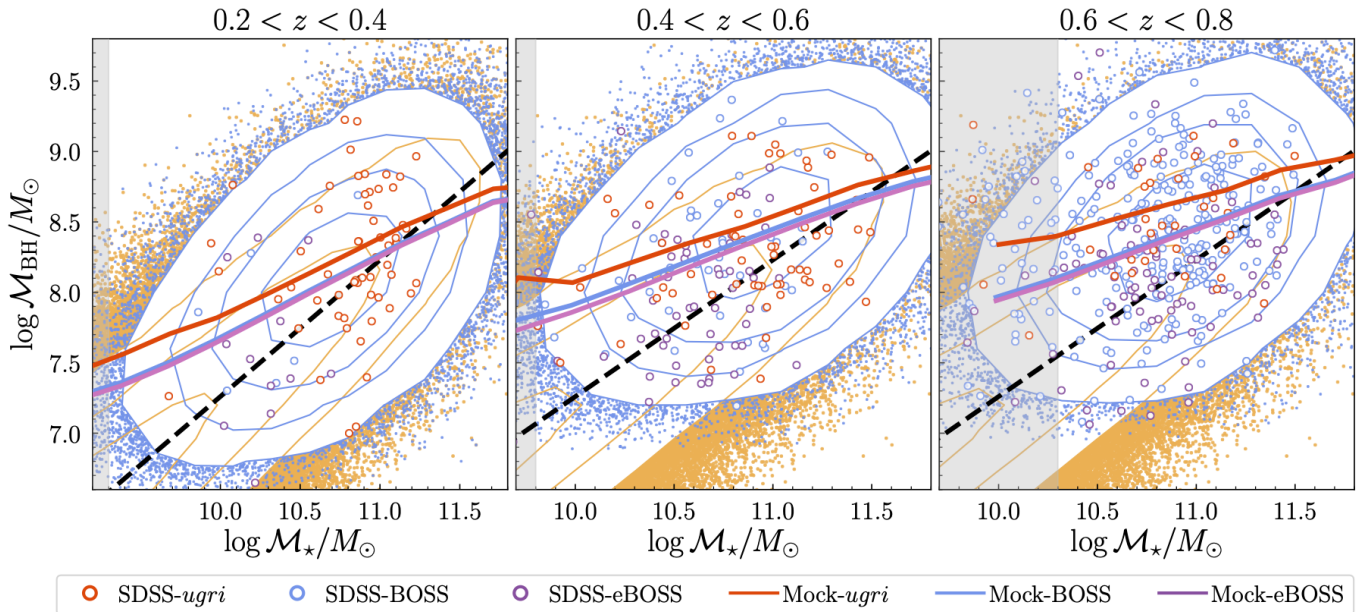 0.2 < z < 0.4
0.4 < z < 0.6
0.6 < z < 0.8
log 𝓜_BH/M_⊙
9.5
9.0
8.5
8.0
7.5
7.0
10.0 10.5 11.0 11.5
10.0 10.5 11.0 11.5
10.0 10.5 11.0 11.5
log 𝓜_⋆/M_⊙
log 𝓜_⋆/M_⊙
log 𝓜_⋆/M_⊙
SDSS-ugri SDSS-BOSS SDSS-eBOSS Mock-ugri Mock-BOSS Mock-eBOSS